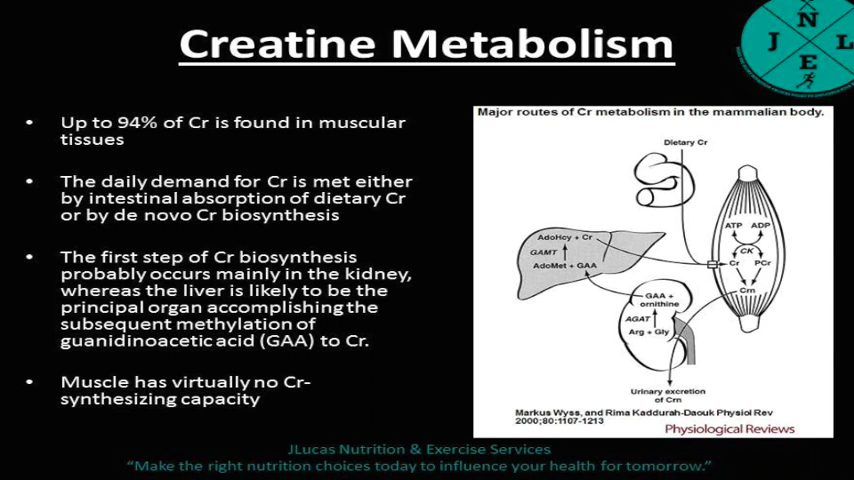 Creatine Metabolism
J
N
L
E
• Up to 94% of Cr is found in muscular
tissues
• The daily demand for Cr is met either
by intestinal absorption of dietary Cr
or by de novo Cr biosynthesis
• The first step of Cr biosynthesis
probably occurs mainly in the kidney,
whereas the liver is likely to be the
principal organ accomplishing the
subsequent methylation of
guanidinoacetic acid (GAA) to Cr.
• Muscle has virtually no Cr-
synthesizing capacity
Major routes of Cr metabolism in the mammalian body.
Dietary Cr
ATP ADP
CK
Cr PCr
Crn
AdoHcy + Cr
GAMT
AdoMet + GAA
GAA +
ornithine
AGAT
Arg + Gly
Urinary excretion
of Crn
Markus Wyss, and Rima Kaddurah-Daouk Physiol Rev
2000;80:1107-1213
Physiological Reviews
JLucas Nutrition & Exercise Services
“Make the right nutrition choices today to influence your health for tomorrow.”